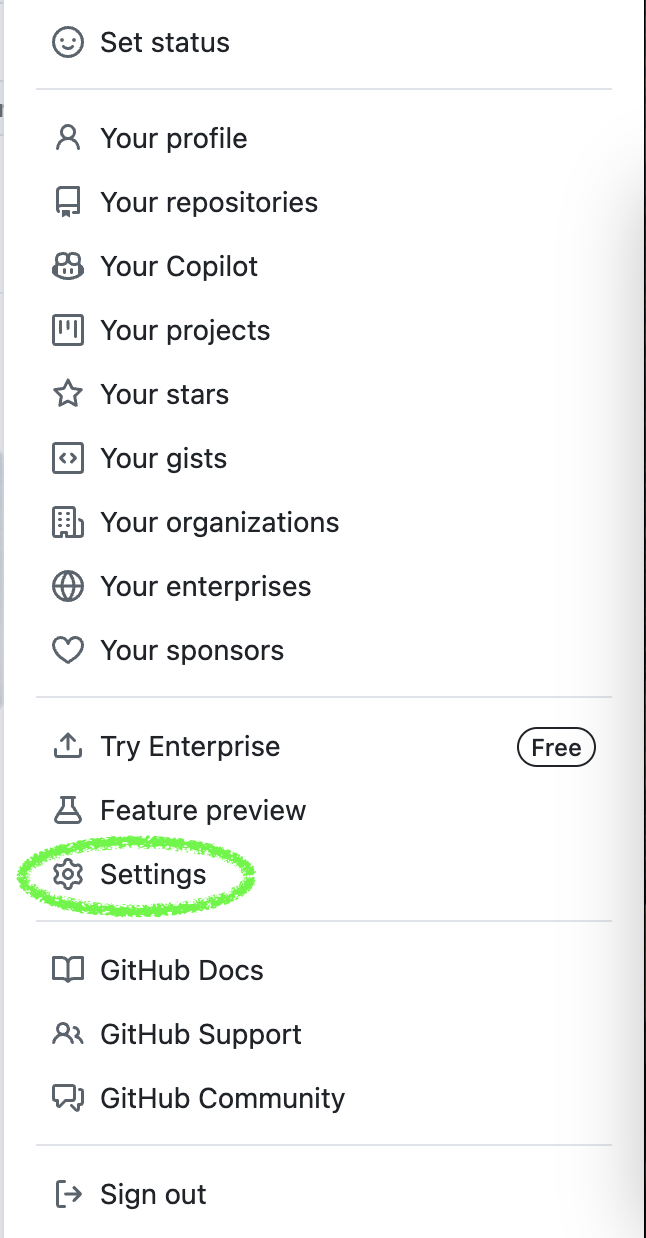 Set status
Your profile
Your repositories
Your Copilot
Your projects
Your stars
Your gists
Your organizations
Your enterprises
Your sponsors
Try Enterprise Free
Feature preview
Settings
GitHub Docs
GitHub Support
GitHub Community
Sign out